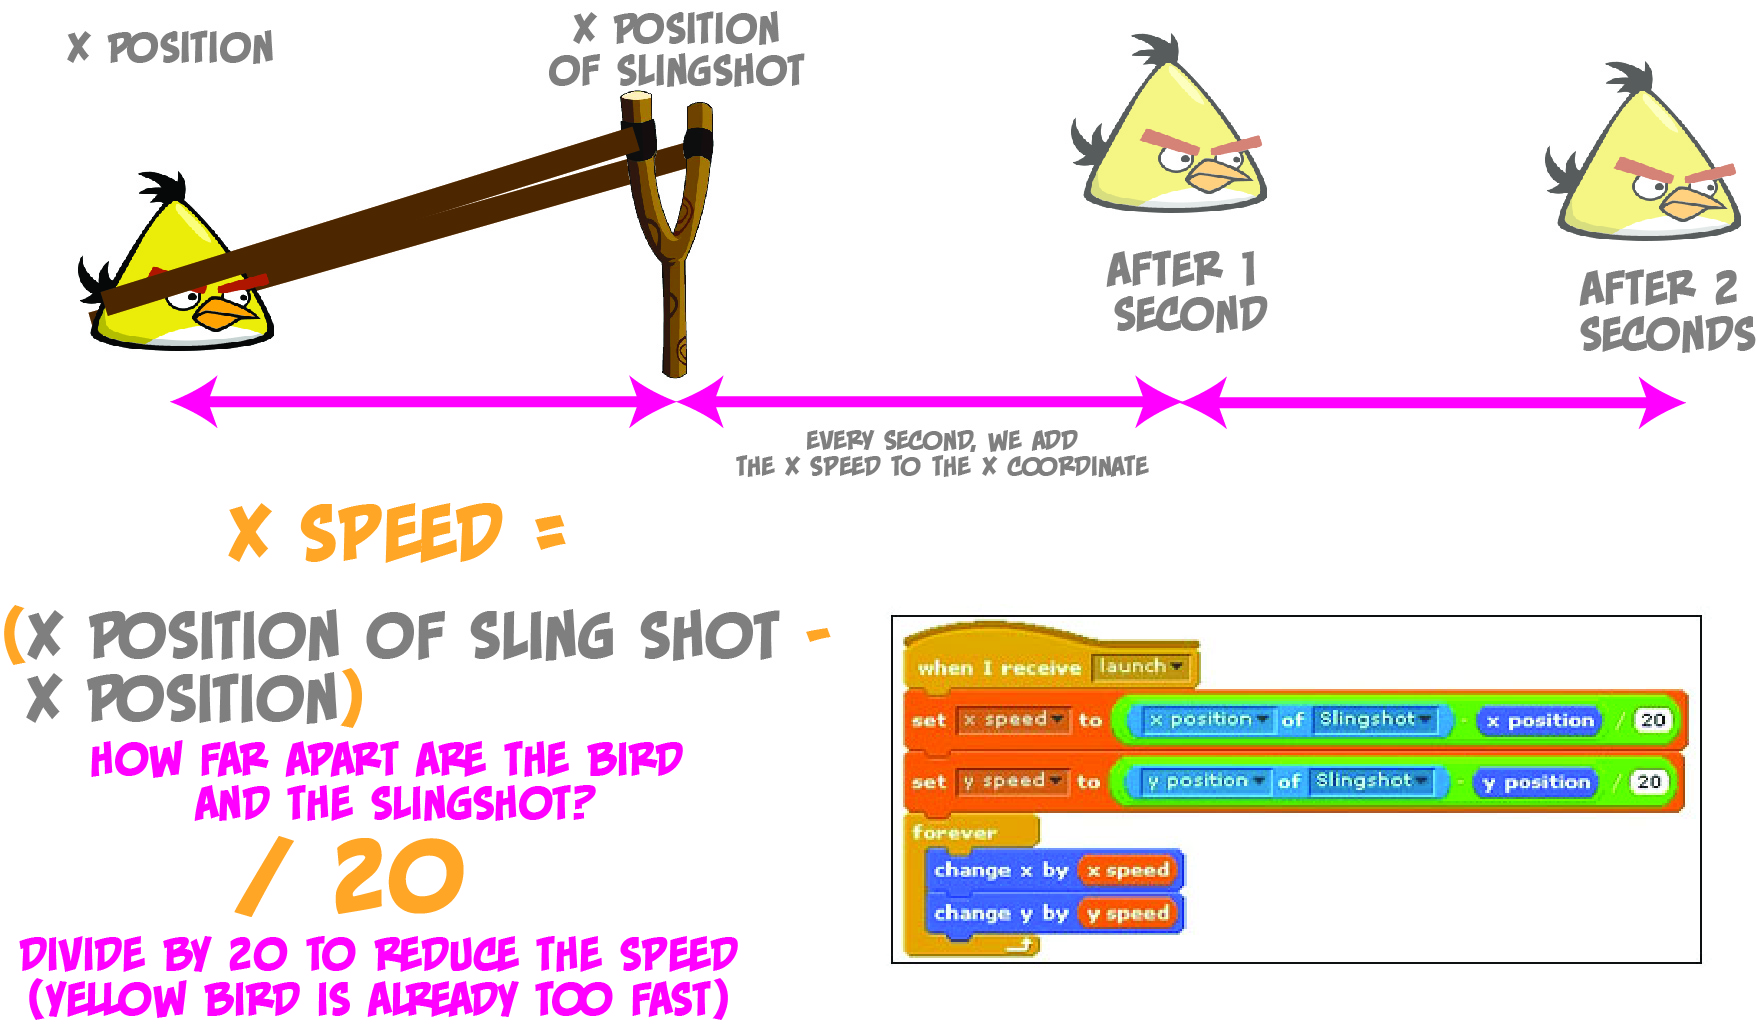 X POSITION
X POSITION
OF SLINGSHOT
AFTER 1
SECOND
AFTER 2
SECONDS
EVERY SECOND, WE ADD
THE X SPEED TO THE X COORDINATE
X SPEED =
(X POSITION OF SLING SHOT -
X POSITION)
HOW FAR APART ARE THE BIRD
AND THE SLINGSHOT?
/ 20
DIVIDE BY 20 TO REDUCE THE SPEED
(YELLOW BIRD IS ALREADY TOO FAST)
when I receive launch
set x speed to x position of Slingshot - x position / 20
set y speed to y position of Slingshot - y position / 20
forever
change x by x speed
change y by y speed